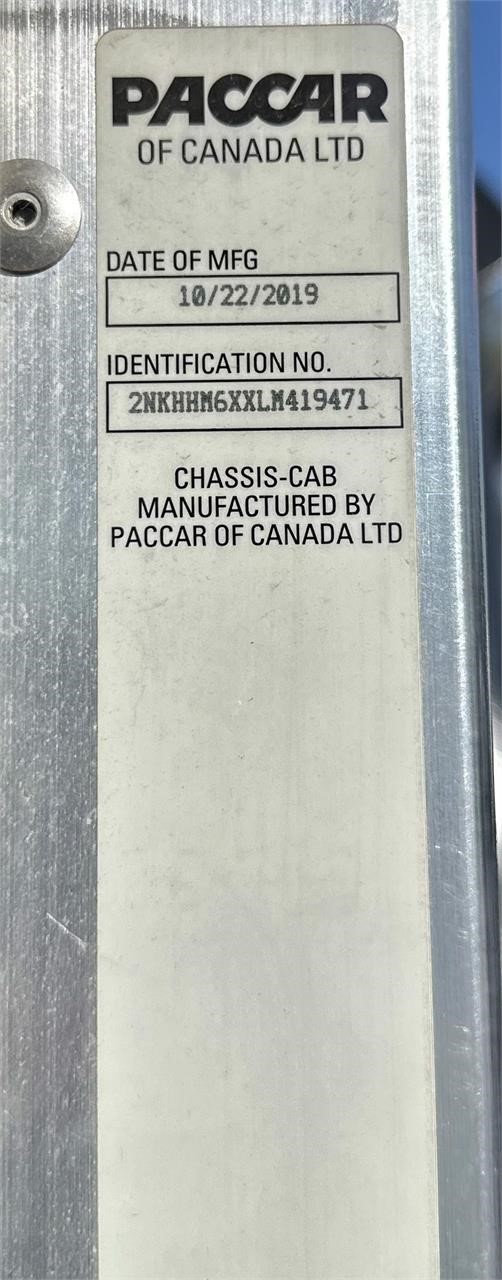 PACCAR
OF CANADA LTD
DATE OF MFG
10/22/2019
IDENTIFICATION NO.
2NKHHM6XXLM419471
CHASSIS-CAB
MANUFACTURED BY
PACCAR OF CANADA LTD